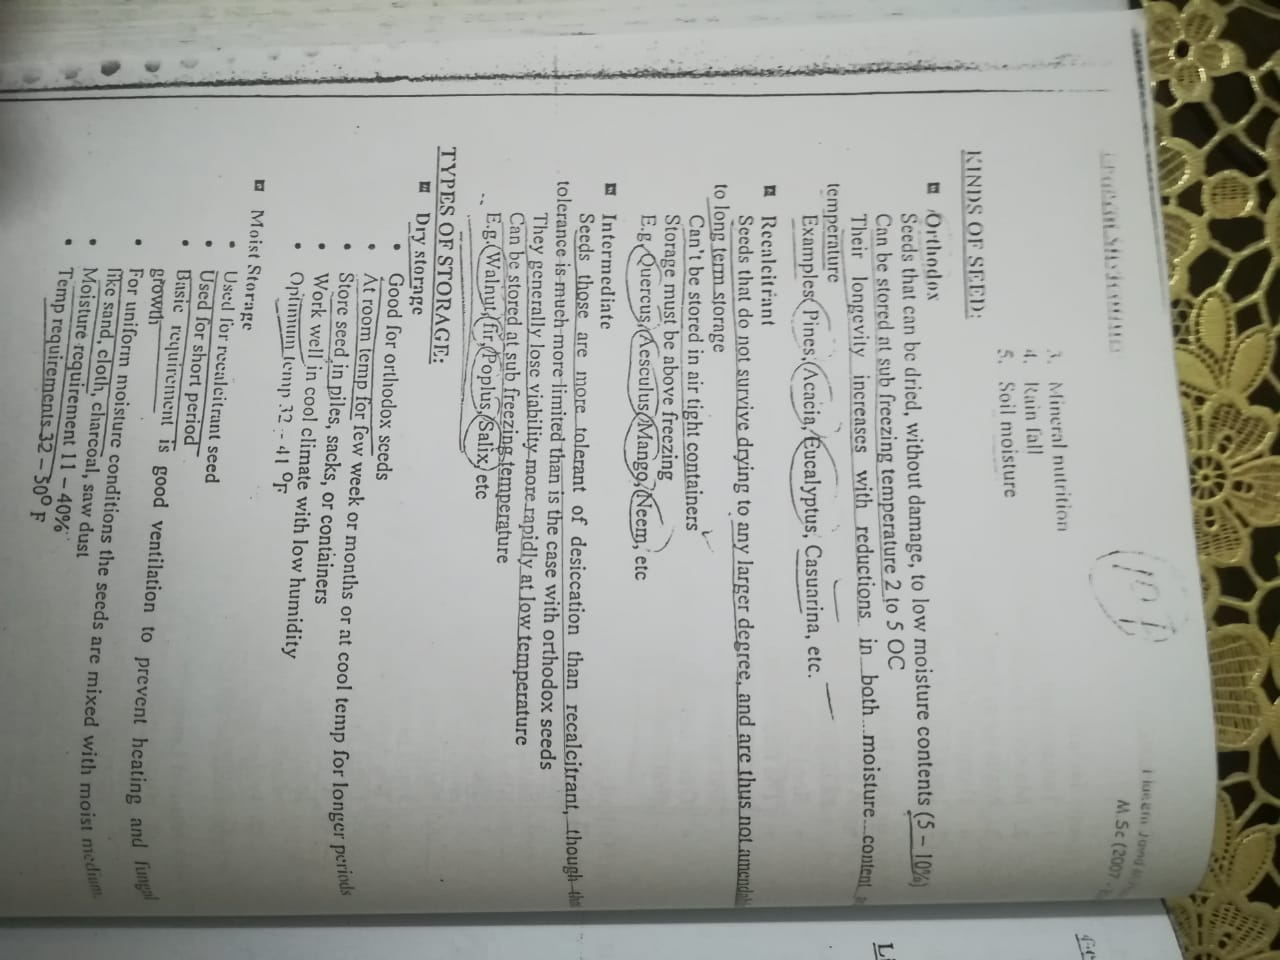 3. Mineral nutrition
4. Rain fall
5. Soil moisture
KINDS OF SEED:
Orthodox
Seeds that can be dried, without damage, to low moisture contents (5 – 10%)
Can be stored at sub freezing temperature 2 to 5 OC
Their longevity increases with reductions in both moisture content
temperature
Examples Pines, Acacia, Eucalyptus, Casuarina, etc.
Recalcitrant
Seeds that do not survive drying to any larger degree, and are thus not
to long term storage
Can't be stored in air tight containers
Storage must be above freezing
E.g. Quercus, Aesculus, Mango, Neem, etc
Intermediate
Seeds those are more tolerant of desiccation than recalcitrant, though
tolerance is much more limited than is the case with orthodox seeds
They generally lose viability more rapidly at low temperature
Can be stored at sub freezing temperature
E.g. Walnut, fir, Poplus, Salix, etc
TYPES OF STORAGE:
Dry storage
• Good for orthodox seeds
• At room temp for few week or months or at cool temp for longer periods
• Store seed in piles, sacks, or containers
• Work well in cool climate with low humidity
• Optimum temp 32 - 41 °F
Moist Storage
• Used for recalcitrant seed
• Used for short period
• Basic requirement is good ventilation to prevent heating and fungal
growth
• For uniform moisture conditions the seeds are mixed with moist medium
like sand, cloth, charcoal, saw dust
• Moisture requirement 11 – 40%
• Temp requirements 32 – 50° F
M.Sc (2007